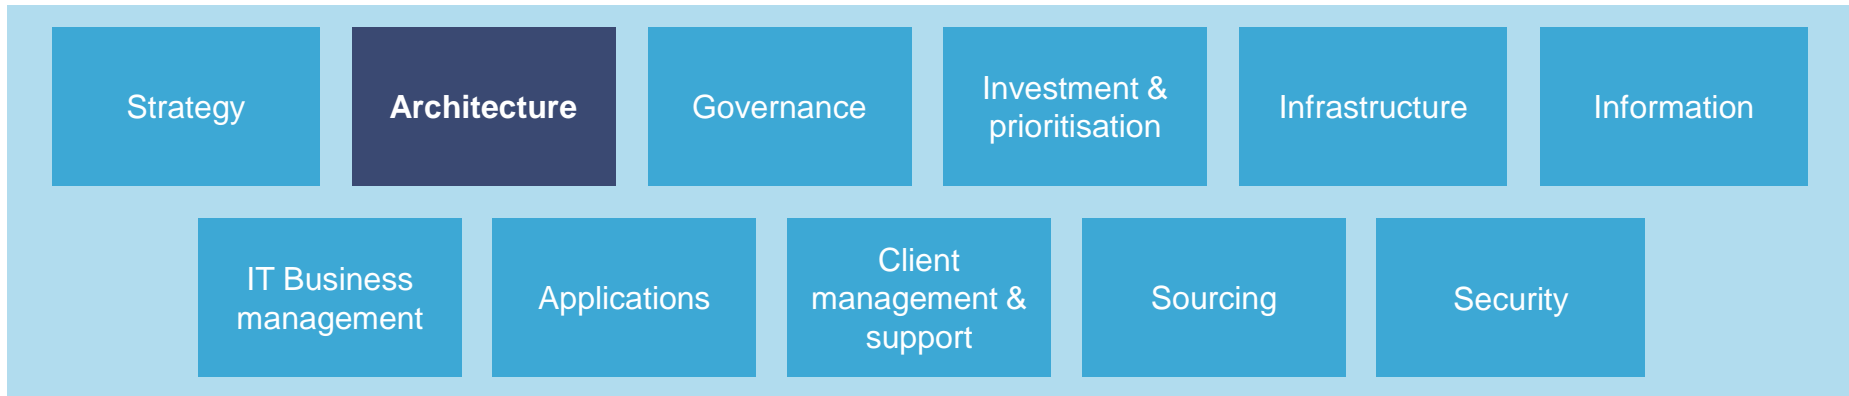 Strategy
Architecture
Governance
Investment &
prioritisation
Infrastructure
Information
IT Business
management
Applications
Client
management &
support
Sourcing
Security